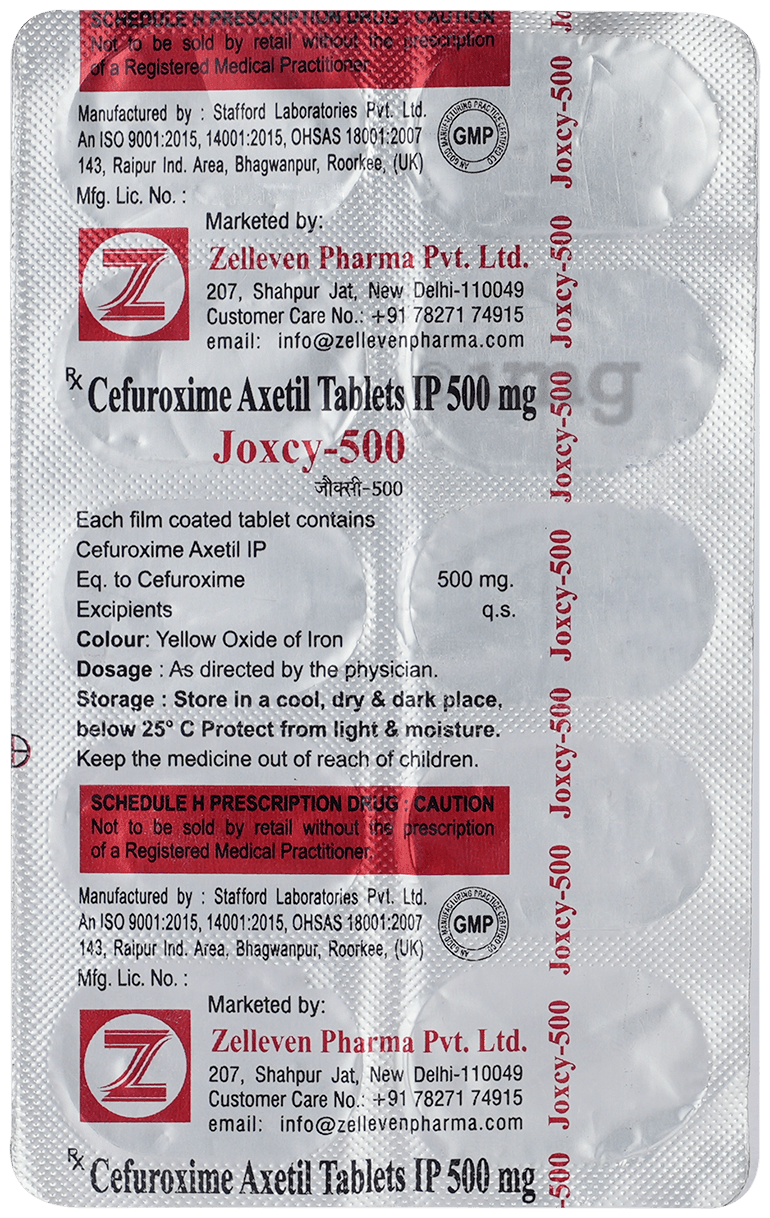 SCHEDULE H PRESCRIPTION DRUG : CAUTION
Not to be sold by retail without the prescription
of a Registered Medical Practitioner.
Manufactured by : Stafford Laboratories Pvt. Ltd.
An ISO 9001:2015, 14001:2015, OHSAS 18001:2007
143, Raipur Ind. Area, Bhagwanpur, Roorkee, (UK)
Mfg. Lic. No. :
GMP
Marketed by:
Z
Zelleven Pharma Pvt. Ltd.
207, Shahpur Jat, New Delhi-110049
Customer Care No.: +91 78271 74915
email: info@zellevenpharma.com
Rx Cefuroxime Axetil Tablets IP 500 mg
Joxcy-500
जौक्सी-500
Each film coated tablet contains
Cefuroxime Axetil IP
Eq. to Cefuroxime 500 mg.
Excipients q.s.
Colour: Yellow Oxide of Iron
Dosage : As directed by the physician.
Storage : Store in a cool, dry & dark place,
below 25° C Protect from light & moisture.
Keep the medicine out of reach of children.
SCHEDULE H PRESCRIPTION DRUG : CAUTION
Not to be sold by retail without the prescription
of a Registered Medical Practitioner.
Manufactured by : Stafford Laboratories Pvt. Ltd.
An ISO 9001:2015, 14001:2015, OHSAS 18001:2007
143, Raipur Ind. Area, Bhagwanpur, Roorkee, (UK)
Mfg. Lic. No. :
GMP
Marketed by:
Z
Zelleven Pharma Pvt. Ltd.
207, Shahpur Jat, New Delhi-110049
Customer Care No.: +91 78271 74915
email: info@zellevenpharma.com
Rx Cefuroxime Axetil Tablets IP 500 mg
-500 Joxcy-500 Joxcy-500 Joxcy-500 Joxcy-500 Joxcy-500 Joxcy-500 Joxcy-500 Jo